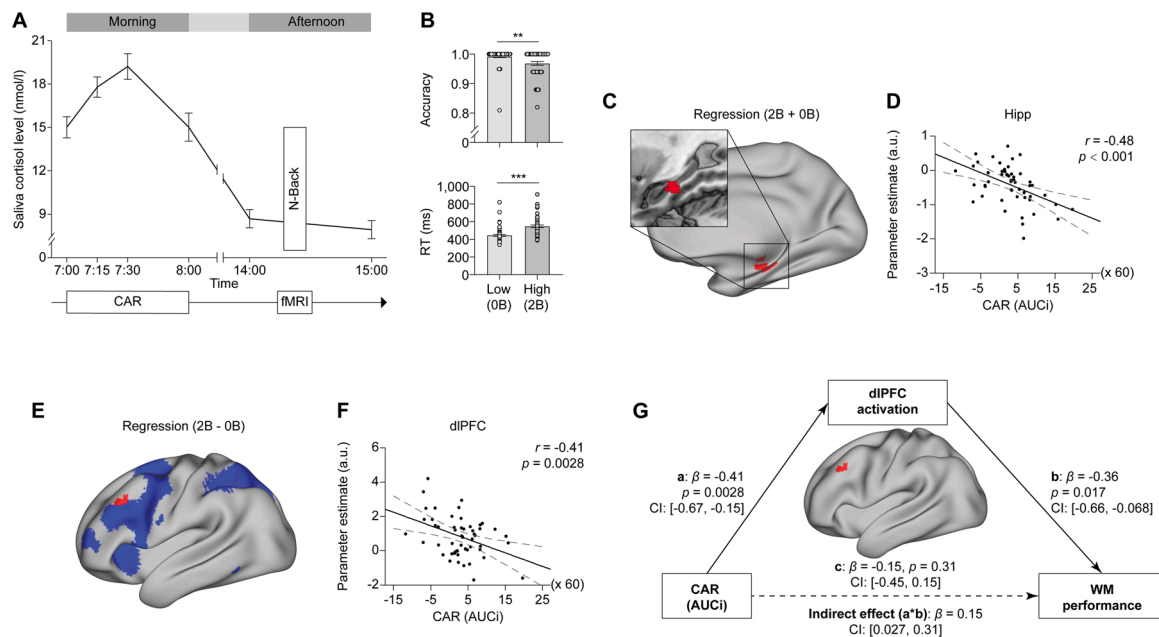 A
Morning
Afternoon
Saliva cortisol level (nmol/l)
21
18
15
12
9
0
N-Back
7:00
7:15
7:30
8:00
14:00
15:00
Time
CAR
fMRI
B
**
Accuracy
1.0
0.9
0.8
0
***
RT (ms)
1,000
800
600
400
200
0
Low
(0B)
High
(2B)
C
Regression (2B + 0B)
D
Hipp
r = -0.48
p < 0.001
Parameter estimate (a.u.)
1
0
-1
-3
(x 60)
-15
-5
5
15
25
CAR (AUCi)
E
Regression (2B - 0B)
F
dlPFC
r = -0.41
p = 0.0028
Parameter estimate (a.u.)
6
4
2
0
-2
(x 60)
-15
-5
5
15
25
CAR (AUCi)
G
dlPFC
activation
a: β = -0.41
p = 0.0028
CI: [-0.67, -0.15]
b: β = -0.36
p = 0.017
CI: [-0.66, -0.068]
c: β = -0.15, p = 0.31
CI: [-0.45, 0.15]
CAR
(AUCi)
WM
performance
Indirect effect (a*b): β = 0.15
CI: [0.027, 0.31]